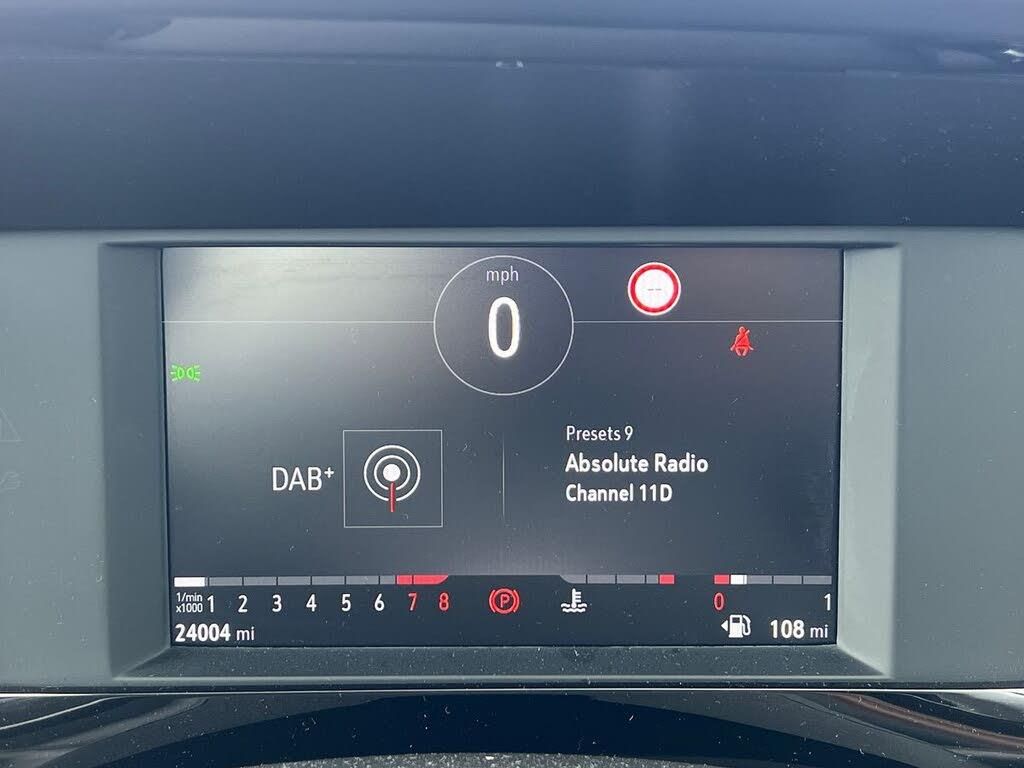 mph
0
--
DAB+
Presets 9
Absolute Radio
Channel 11D
1/min
x1000 1 2 3 4 5 6 7 8
P
0 1
24004 mi
108 mi